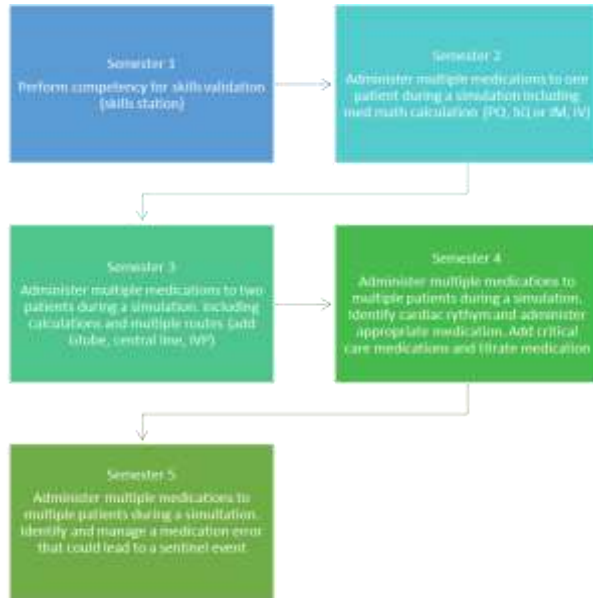 Semester 1
Perform competency for skills validation
(skills station)
Semester 2
Administer multiple medications to one
patient during a simulation including
med math calculation (PO, SQ or IM, IV)
Semester 3
Administer multiple medications to two
patients during a simulation. Including
calculations and multiple routes (add
Gtube, central line, IVP)
Semester 4
Administer multiple medications to
multiple patients during a simulation.
Identify cardiac rythym and administer
appropriate medication. Add critical
care medications and titrate medication
Semester 5
Administer multiple medications to
multiple patients during a simulation.
Identify and manage a medication error
that could lead to a sentinel event